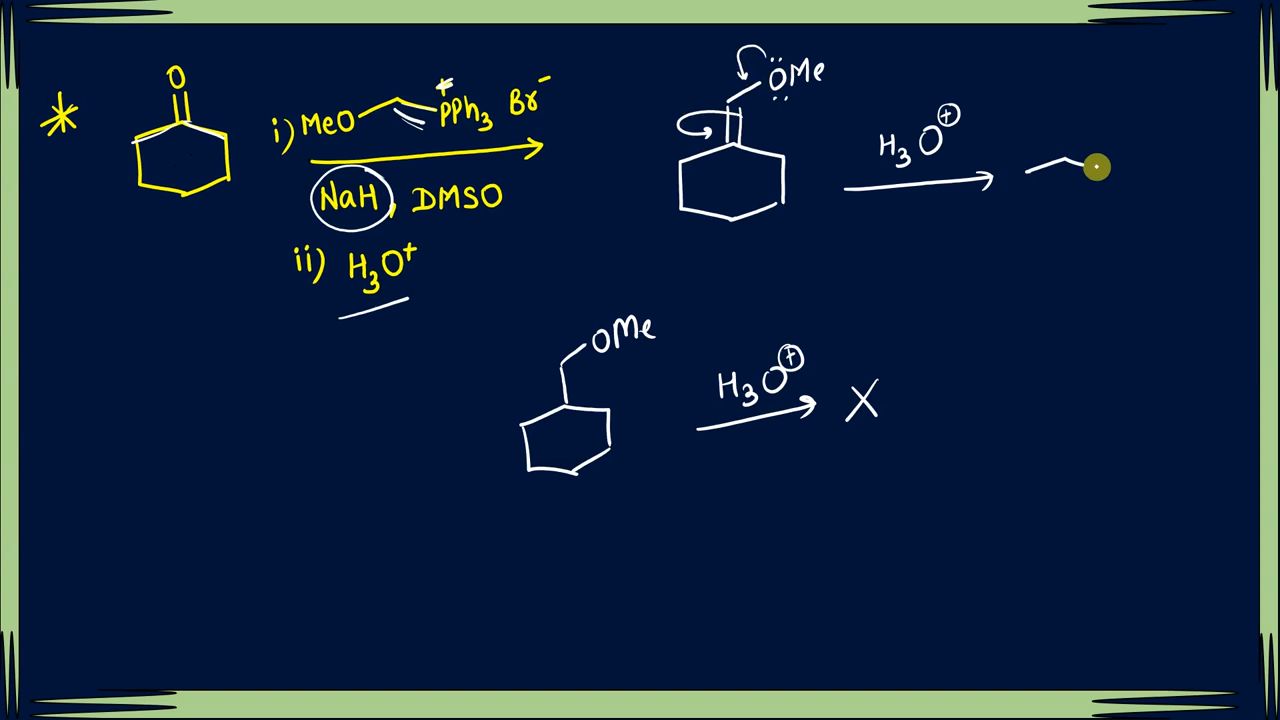 * O i) MeO PPh₃⁺ Br⁻
NaH, DMSO
ii) H₃O⁺
OMe
H₃O⁺
OMe
H₃O⁺ X